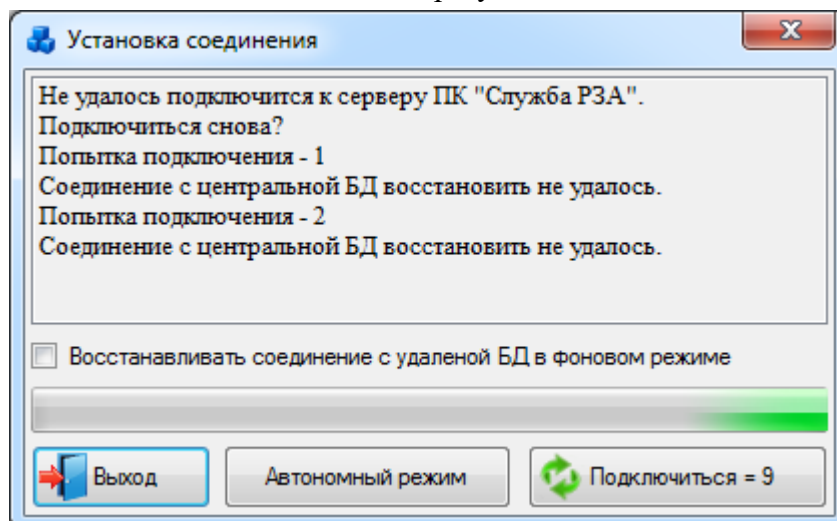 Установка соединения
Не удалось подключится к серверу ПК "Служба РЗА".
Подключиться снова?
Попытка подключения - 1
Соединение с центральной БД восстановить не удалось.
Попытка подключения - 2
Соединение с центральной БД восстановить не удалось.
Восстанавливать соединение с удаленой БД в фоновом режиме
Выход Автономный режим Подключиться = 9